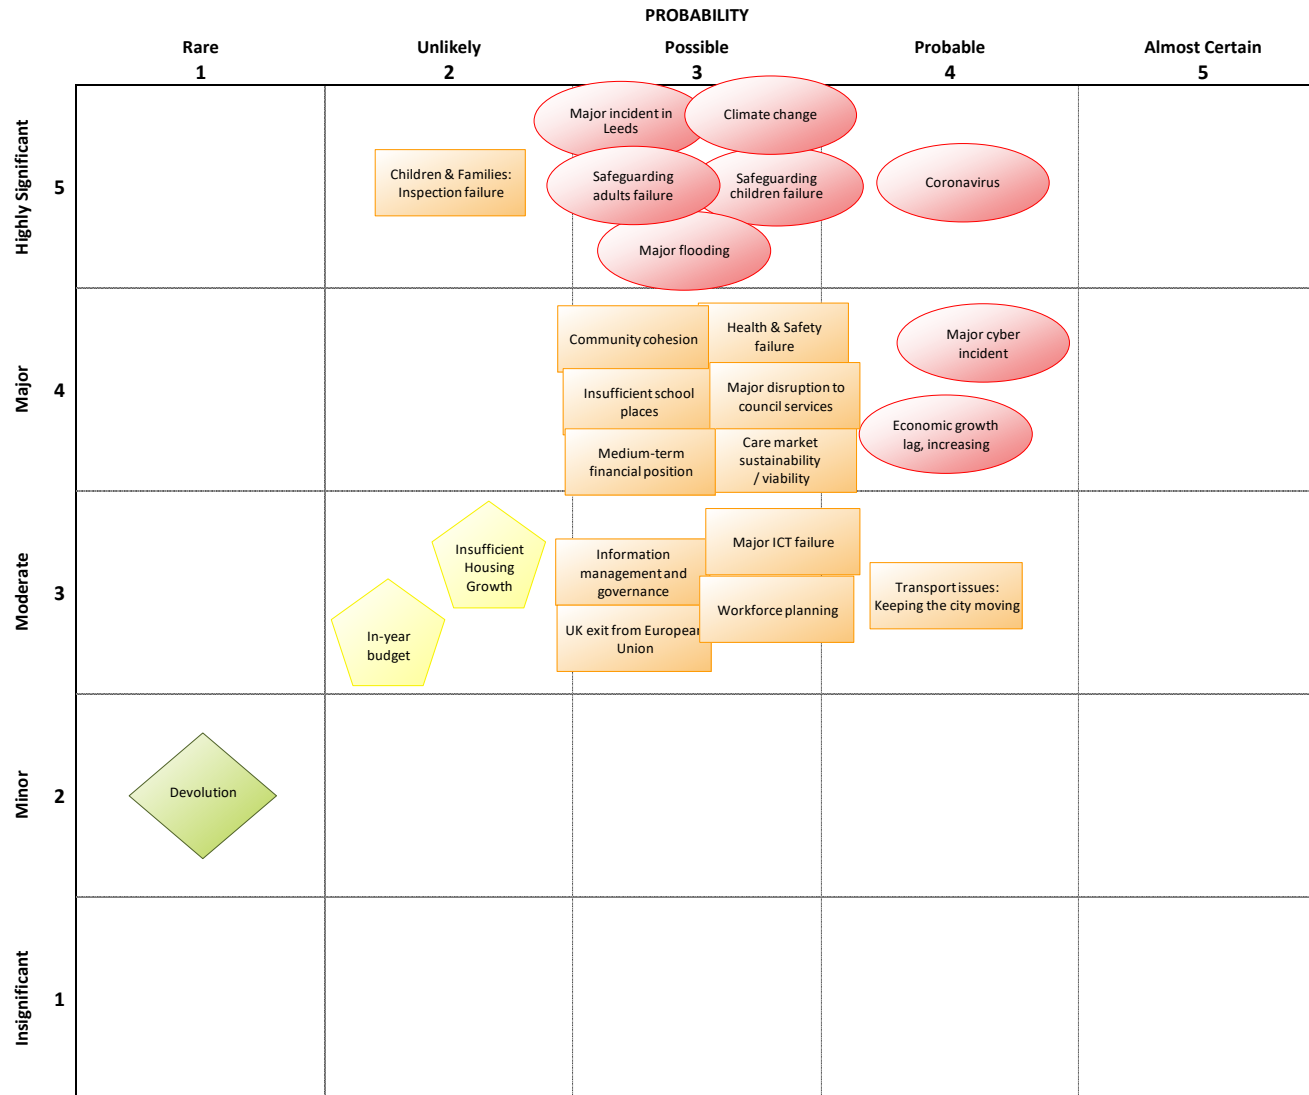 PROBABILITY
Rare
Unlikely
Possible
Probable
Almost Certain
1
2
3
4
5
Highly Significant
5
Children & Families:
Inspection failure
Major incident in
Leeds
Climate change
Safeguarding
adults failure
Safeguarding
children failure
Major flooding
Coronavirus
Major
4
Community cohesion
Health & Safety
failure
Insufficient school
places
Major disruption to
council services
Medium-term
financial position
Care market
sustainability
/ viability
Major cyber
incident
Economic growth
lag, increasing
Moderate
3
Insufficient
Housing
Growth
In-year
budget
Information
management and
governance
Major ICT failure
UK exit from European
Union
Workforce planning
Transport issues:
Keeping the city moving
Minor
2
Devolution
Insignificant
1